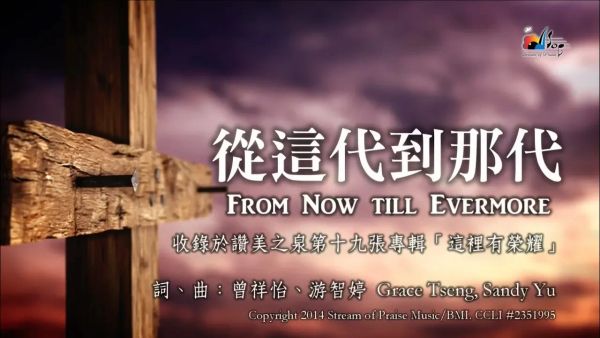 從這代到那代
FROM NOW TILL EVERMORE
收錄於讚美之泉第十九張專輯「這裡有榮耀」
詞、曲：曾祥怡、游智婷 Grace Tseng, Sandy Yu
Copyright 2014 Stream of Praise Music/BMI. CCLI #2351995